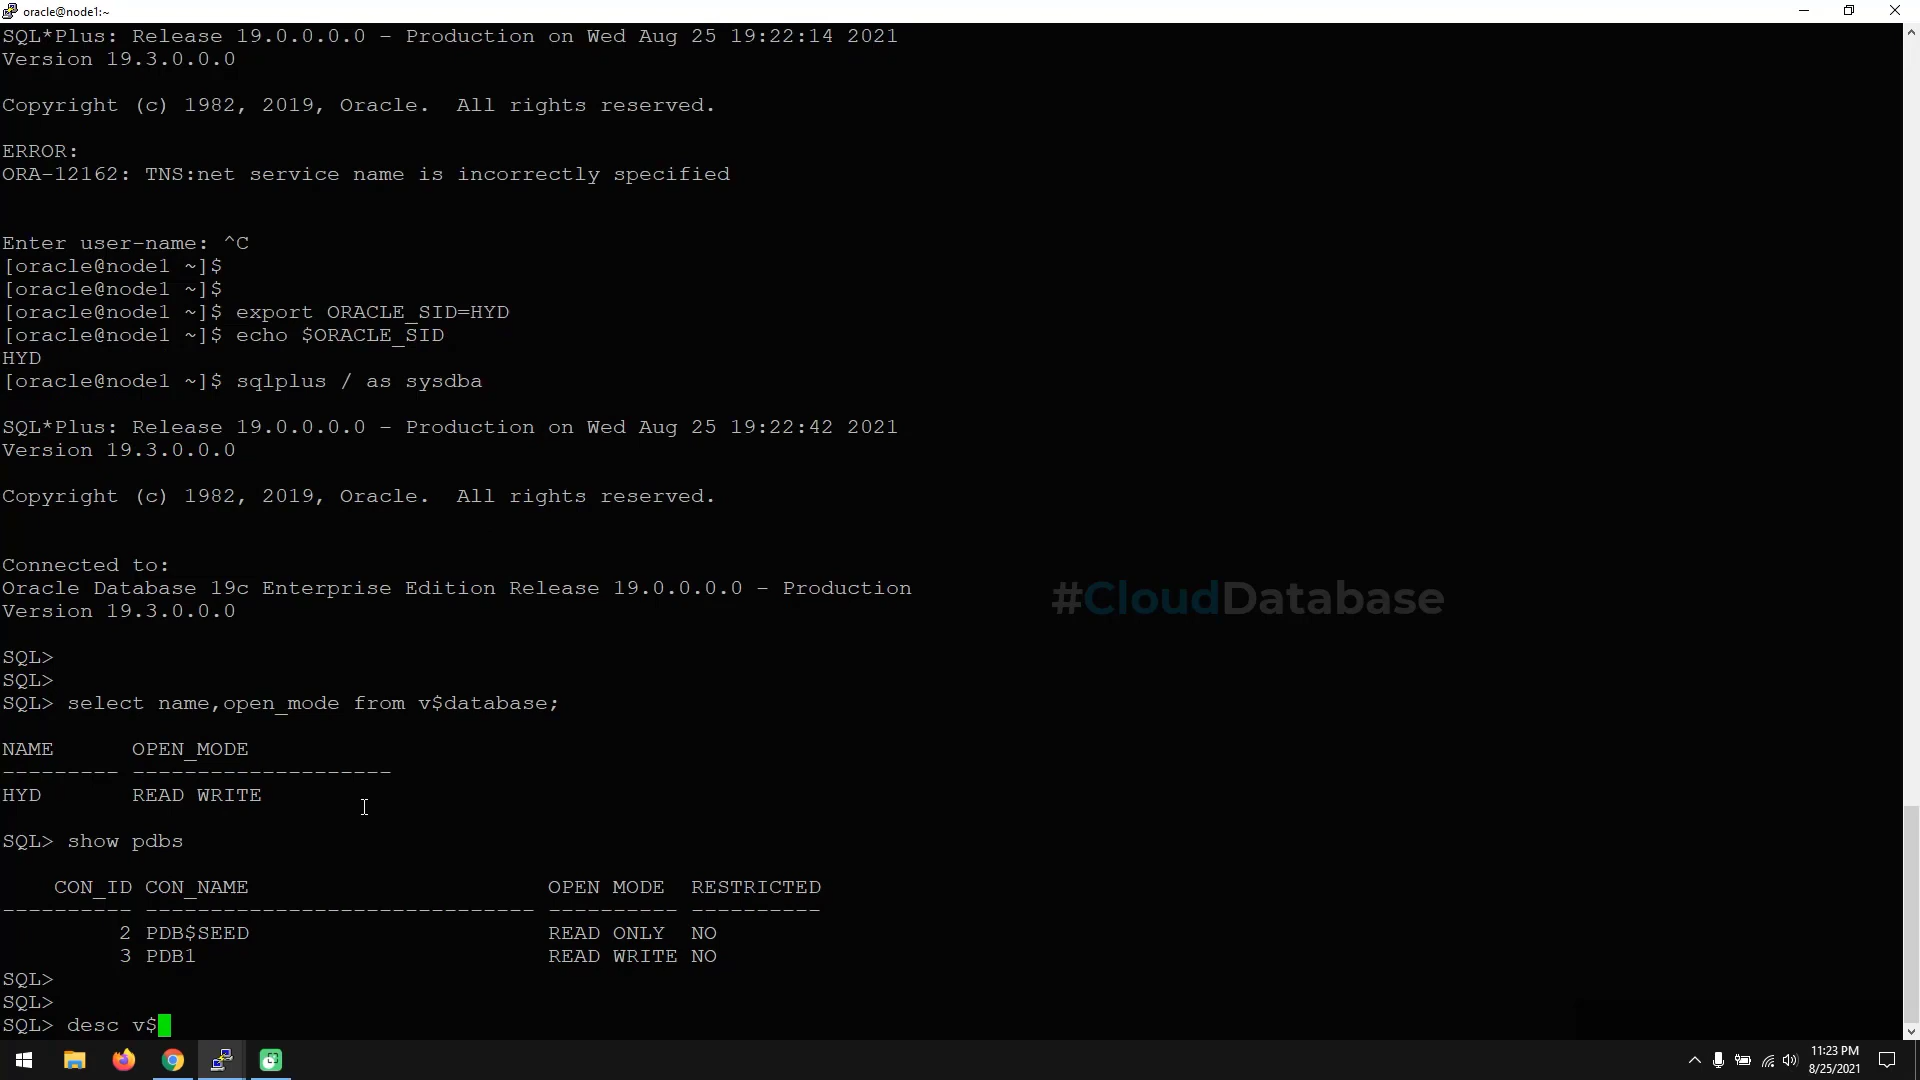 oracle@node1:~
SQL*Plus: Release 19.0.0.0.0 - Production on Wed Aug 25 19:22:14 2021
Version 19.3.0.0.0
Copyright (c) 1982, 2019, Oracle.  All rights reserved.
ERROR:
ORA-12162: TNS:net service name is incorrectly specified
Enter user-name: ^C
[oracle@node1 ~]$
[oracle@node1 ~]$
[oracle@node1 ~]$ export ORACLE_SID=HYD
[oracle@node1 ~]$ echo $ORACLE_SID
HYD
[oracle@node1 ~]$ sqlplus / as sysdba
SQL*Plus: Release 19.0.0.0.0 - Production on Wed Aug 25 19:22:42 2021
Version 19.3.0.0.0
Copyright (c) 1982, 2019, Oracle.  All rights reserved.
Connected to:
Oracle Database 19c Enterprise Edition Release 19.0.0.0.0 - Production
Version 19.3.0.0.0
#CloudDatabase
SQL>
SQL>
SQL> select name,open_mode from v$database;
NAME      OPEN_MODE
--------- --------------------
HYD       READ WRITE
SQL> show pdbs
    CON_ID CON_NAME                       OPEN MODE  RESTRICTED
---------- ------------------------------ ---------- ----------
         2 PDB$SEED                       READ ONLY  NO
         3 PDB1                           READ WRITE NO
SQL>
SQL>
SQL> desc v$
11:23 PM
8/25/2021